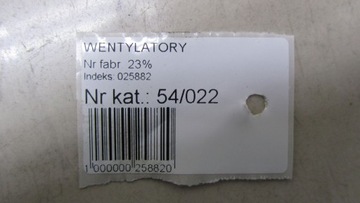 WENTYLATORY
Nr fabr 23%
Indeks: 025882
Nr kat.: 54/022
1 000000 258820